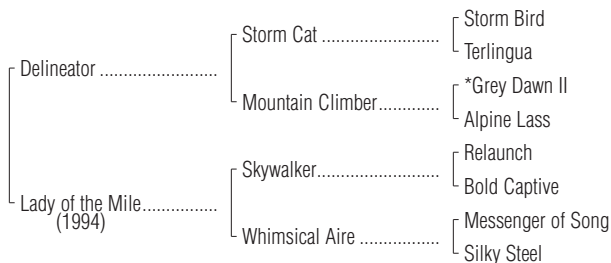 Storm Bird
Storm Cat ......................
Terlingua
Delineator ......................
*Grey Dawn II
Mountain Climber.............
Alpine Lass
Relaunch
Skywalker.......................
Bold Captive
Lady of the Mile..............
(1994)
Messenger of Song
Whimsical Aire ...............
Silky Steel